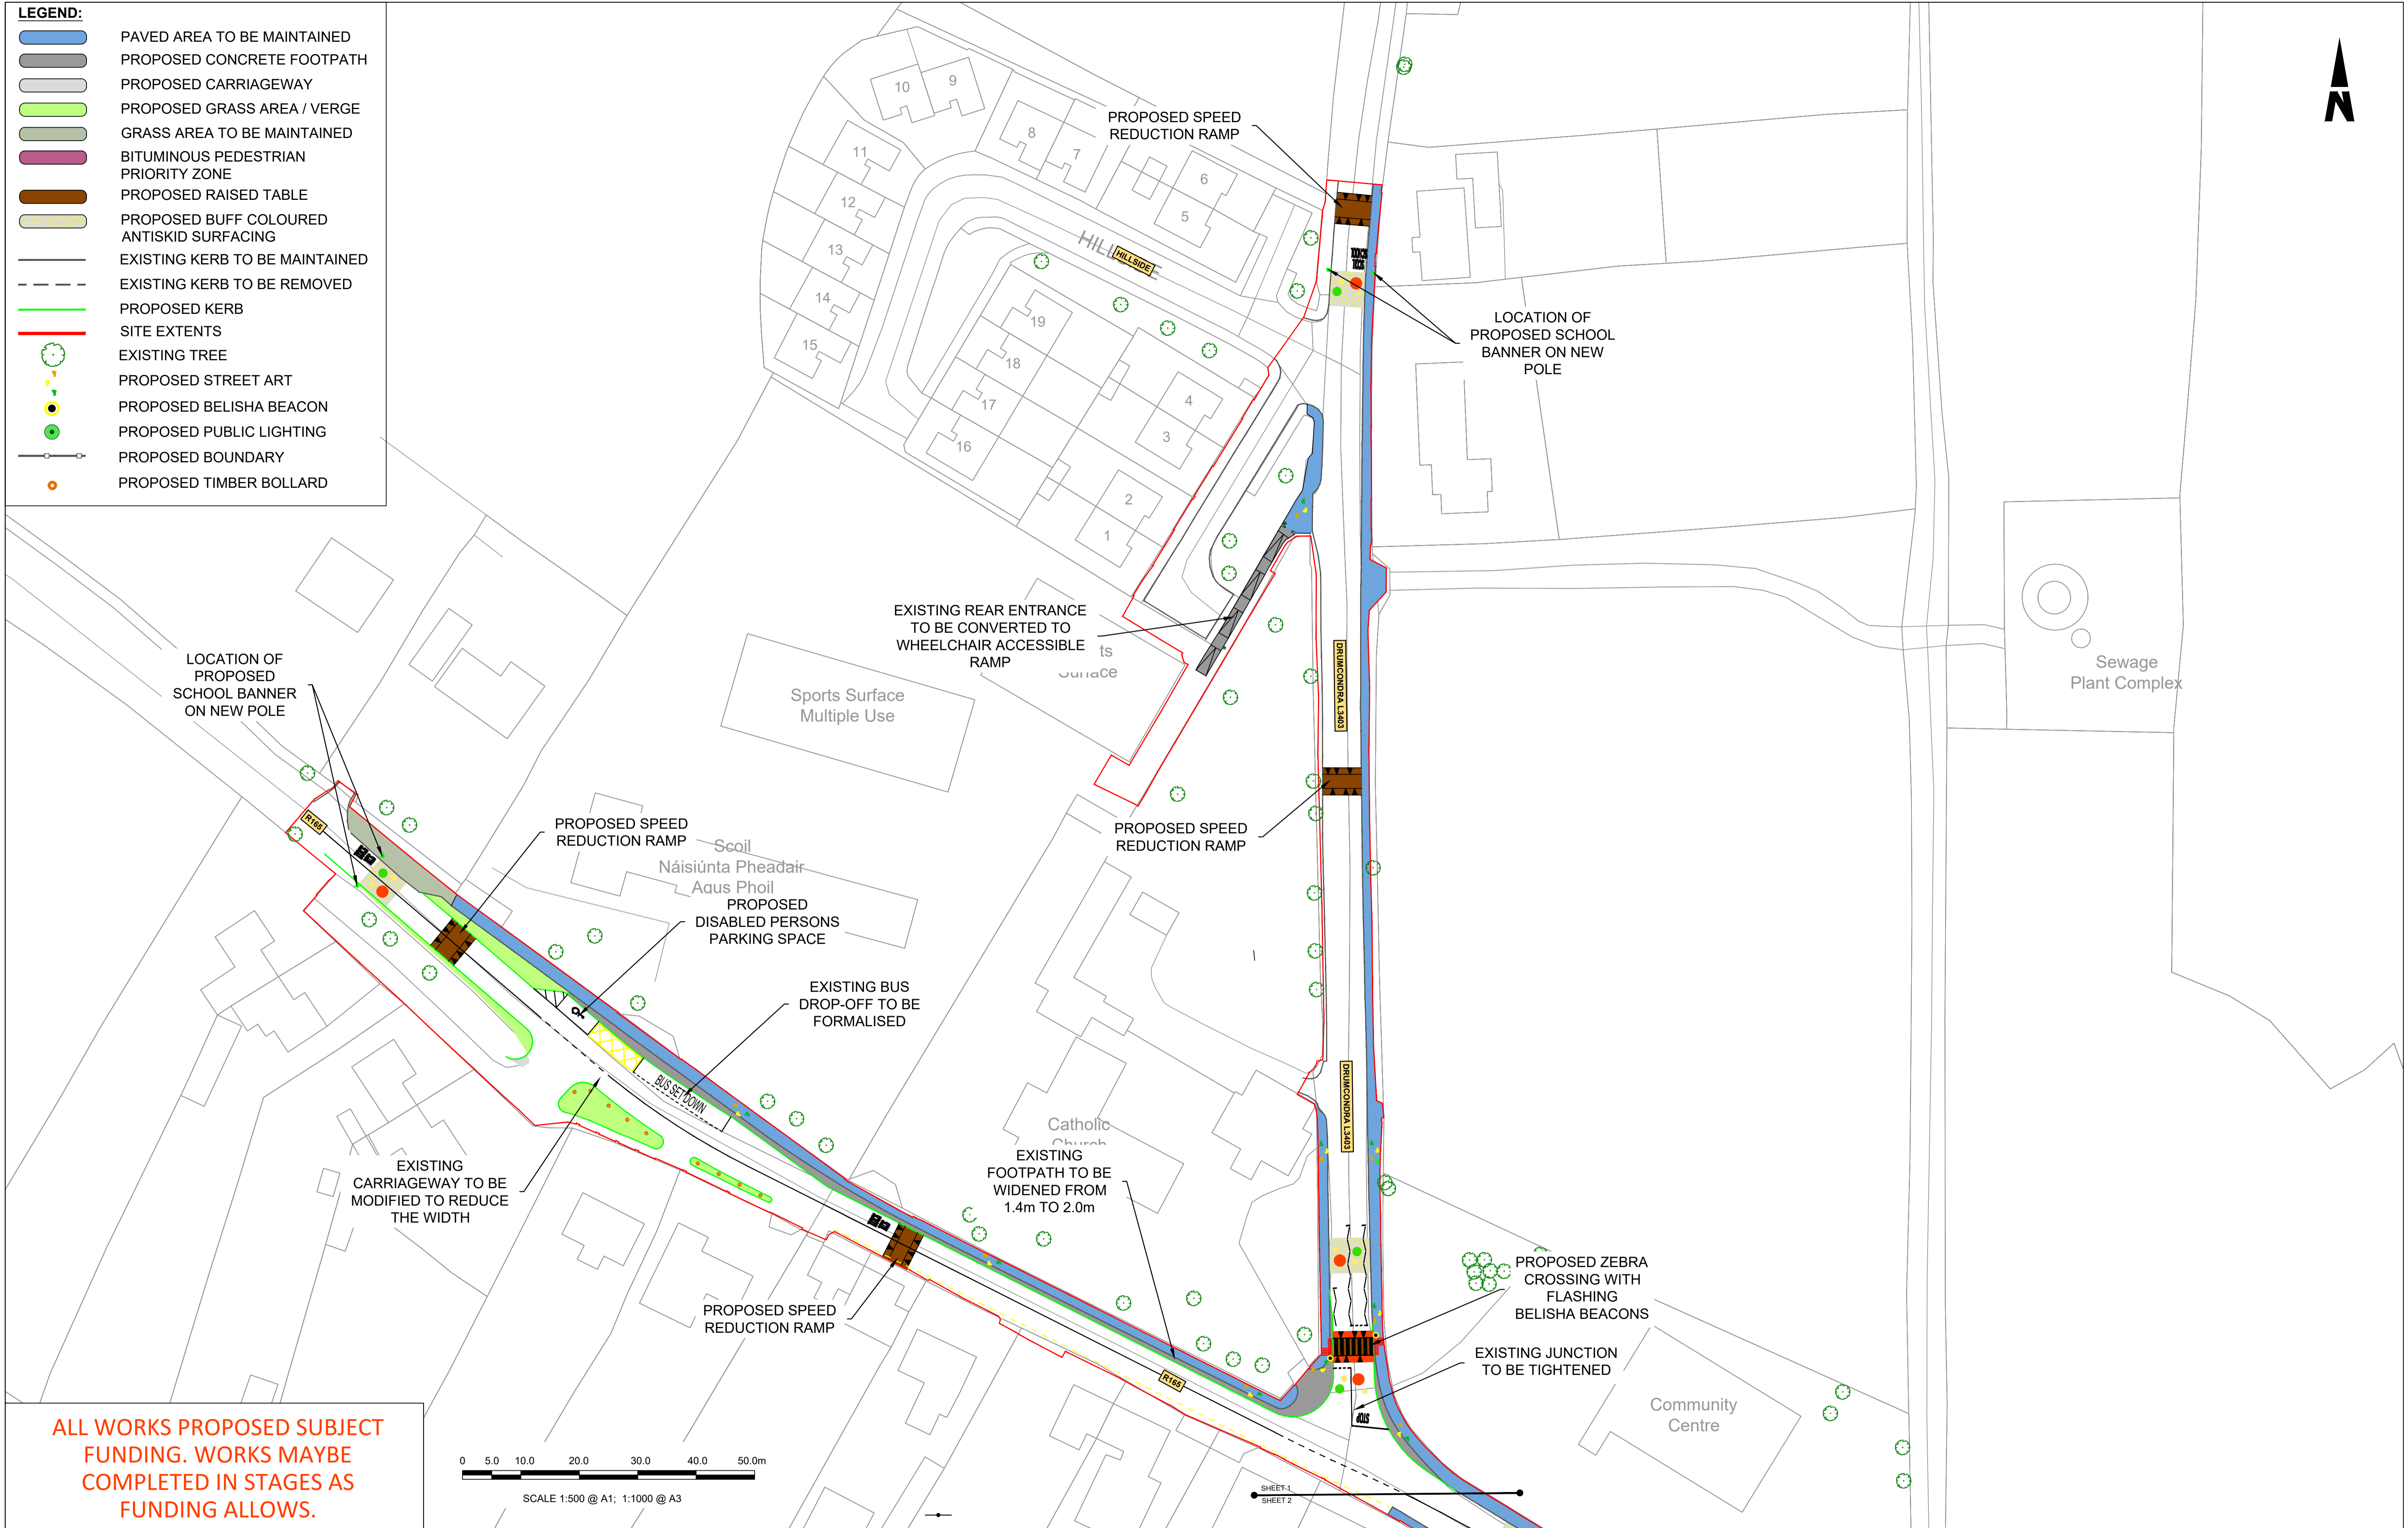 LEGEND:
PAVED AREA TO BE MAINTAINED
PROPOSED CONCRETE FOOTPATH
PROPOSED CARRIAGEWAY
PROPOSED GRASS AREA / VERGE
GRASS AREA TO BE MAINTAINED
BITUMINOUS PEDESTRIAN
PRIORITY ZONE
PROPOSED RAISED TABLE
PROPOSED BUFF COLOURED
ANTISKID SURFACING
EXISTING KERB TO BE MAINTAINED
EXISTING KERB TO BE REMOVED
PROPOSED KERB
SITE EXTENTS
EXISTING TREE
PROPOSED STREET ART
PROPOSED BELISHA BEACON
PROPOSED PUBLIC LIGHTING
PROPOSED BOUNDARY
PROPOSED TIMBER BOLLARD
N
10
9
8
7
11
6
5
12
13
14
15
19
18
17
16
4
3
2
1
HILLSIDE
PROPOSED SPEED
REDUCTION RAMP
SCHOOL
LOCATION OF
PROPOSED SCHOOL
BANNER ON NEW
POLE
EXISTING REAR ENTRANCE
TO BE CONVERTED TO
WHEELCHAIR ACCESSIBLE
RAMP
ts
Surface
DRUMCONDRA L3403
Sewage
Plant Complex
LOCATION OF
PROPOSED
SCHOOL BANNER
ON NEW POLE
Sports Surface
Multiple Use
R165
PROPOSED SPEED
REDUCTION RAMP
Scoil
Náisiúnta Pheadair
Agus Phoil
PROPOSED
DISABLED PERSONS
PARKING SPACE
PROPOSED SPEED
REDUCTION RAMP
EXISTING BUS
DROP-OFF TO BE
FORMALISED
BUS SET DOWN
DRUMCONDRA L3403
Catholic
Church
EXISTING
FOOTPATH TO BE
WIDENED FROM
1.4m TO 2.0m
EXISTING
CARRIAGEWAY TO BE
MODIFIED TO REDUCE
THE WIDTH
PROPOSED SPEED
REDUCTION RAMP
PROPOSED ZEBRA
CROSSING WITH
FLASHING
BELISHA BEACONS
EXISTING JUNCTION
TO BE TIGHTENED
R165
STOP
Community
Centre
ALL WORKS PROPOSED SUBJECT
FUNDING. WORKS MAYBE
COMPLETED IN STAGES AS
FUNDING ALLOWS.
0 5.0 10.0 20.0 30.0 40.0 50.0m
SCALE 1:500 @ A1; 1:1000 @ A3
SHEET 1
SHEET 2